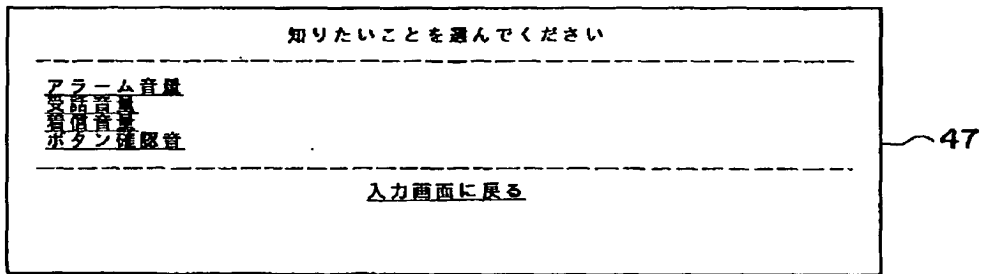 知りたいことを選んでください
アラーム音量
受話音量
着信音量
ボタン確認音
入力画面に戻る
47